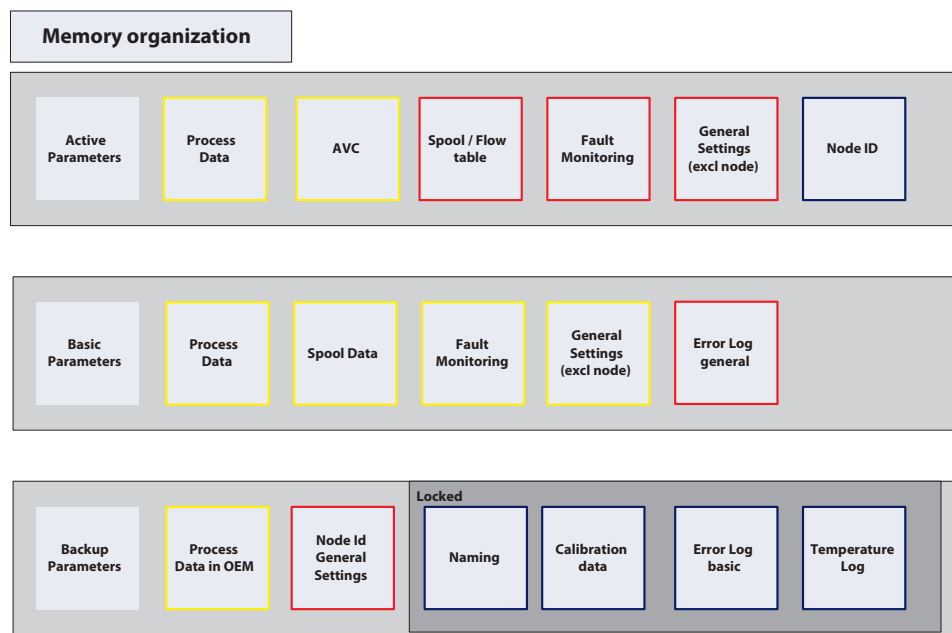 Memory organization
Active
Parameters
Process
Data
AVC
Spool / Flow
table
Fault
Monitoring
General
Settings
(excl node)
Node ID
Basic
Parameters
Process
Data
Spool Data
Fault
Monitoring
General
Settings
(excl node)
Error Log
general
Locked
Backup
Parameters
Process
Data in OEM
Node Id
General
Settings
Naming
Calibration
data
Error Log
basic
Temperature
Log